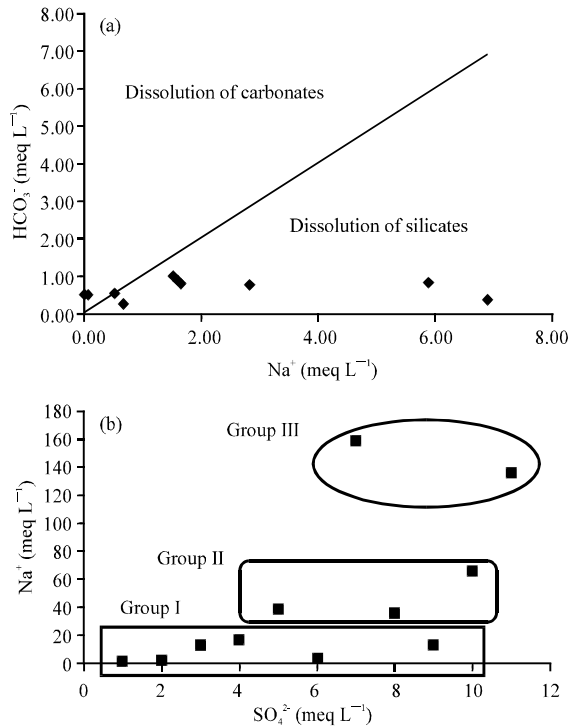 (a)
8.00
7.00
6.00
5.00
4.00
3.00
2.00
1.00
0.00
HCO₃⁻ (meq L⁻¹)
Dissolution of carbonates
Dissolution of silicates
0.00 2.00 4.00 6.00 8.00
Na⁺ (meq L⁻¹)
(b)
180
160
140
120
100
80
60
40
20
0
Na⁺ (meq L⁻¹)
Group III
Group II
Group I
0 2 4 6 8 10 12
SO₄²⁻ (meq L⁻¹)